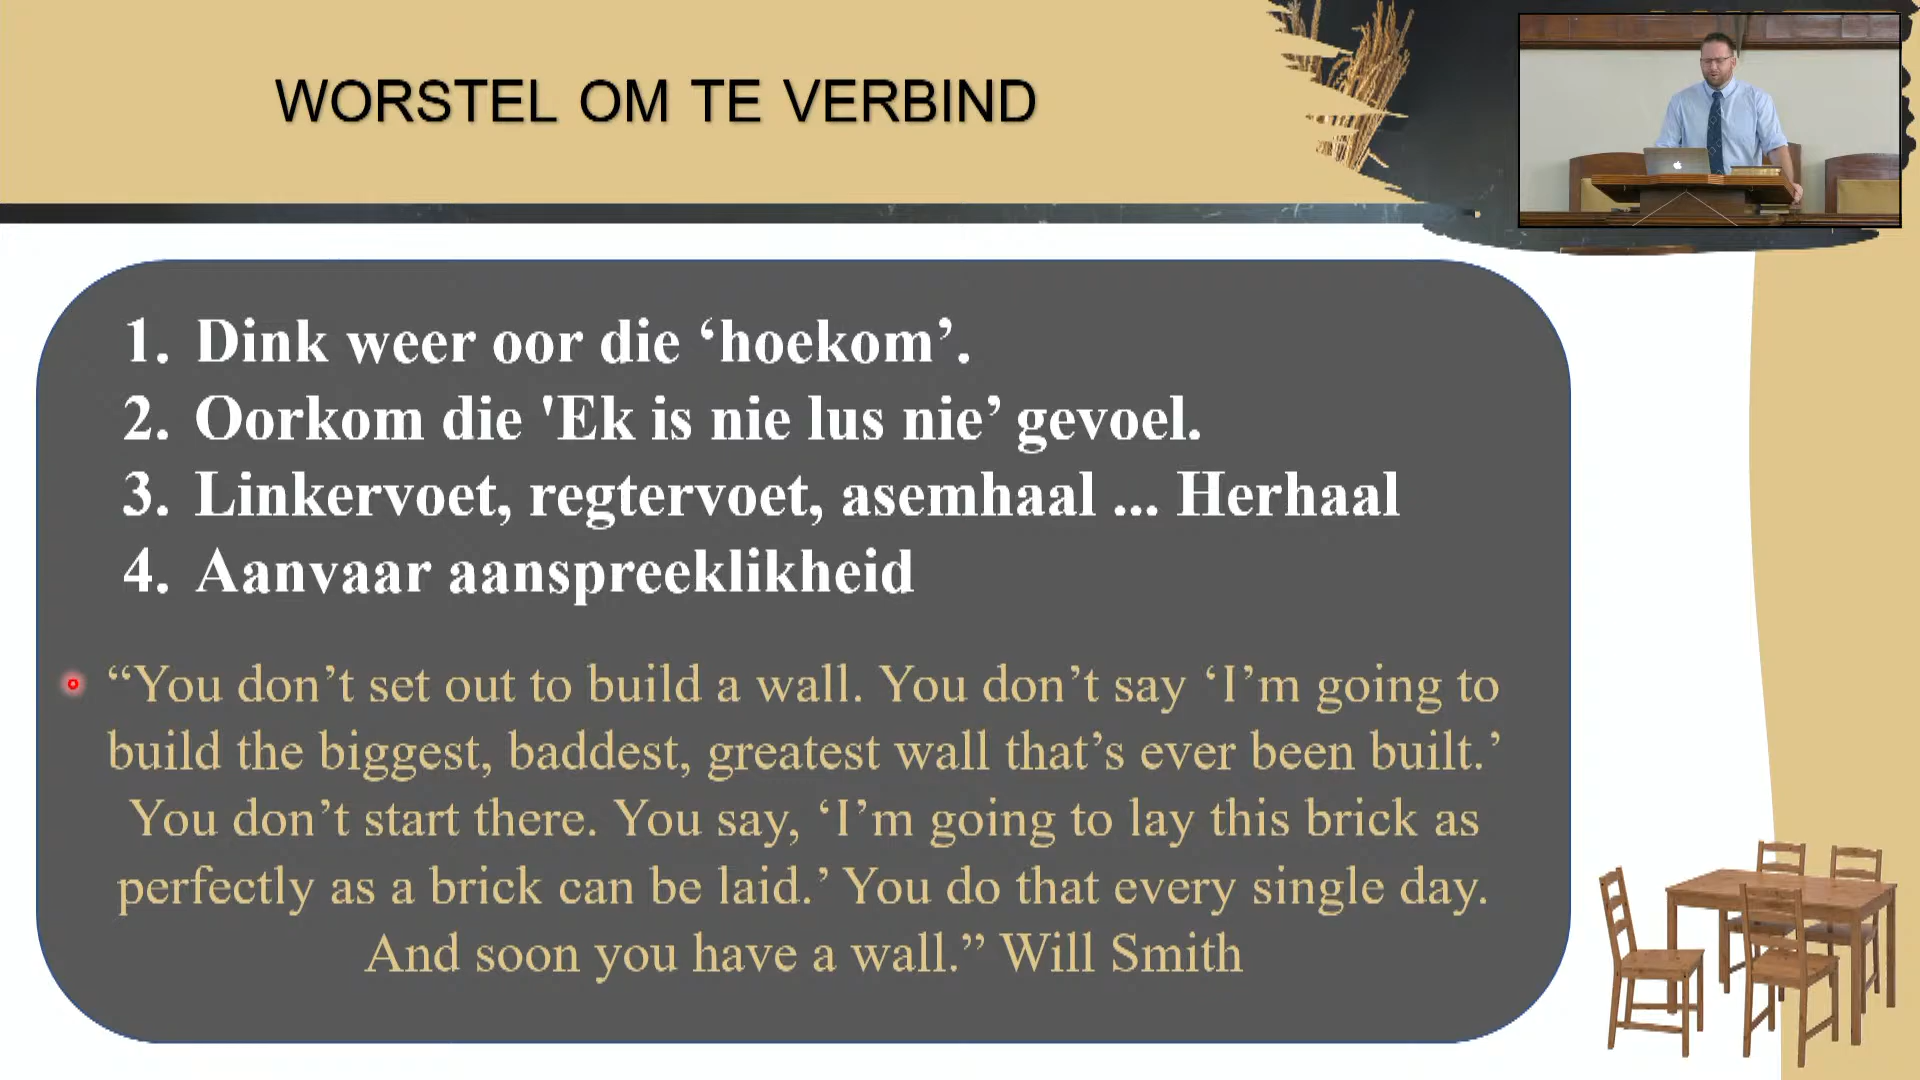 WORSTEL OM TE VERBIND
1. Dink weer oor die ‘hoekom’.
2. Oorkom die 'Ek is nie lus nie’ gevoel.
3. Linkervoet, regtervoet, asemhaal ... Herhaal
4. Aanvaar aanspreeklikheid
“You don’t set out to build a wall. You don’t say ‘I’m going to
build the biggest, baddest, greatest wall that’s ever been built.’
You don’t start there. You say, ‘I’m going to lay this brick as
perfectly as a brick can be laid.’ You do that every single day.
And soon you have a wall.” Will Smith